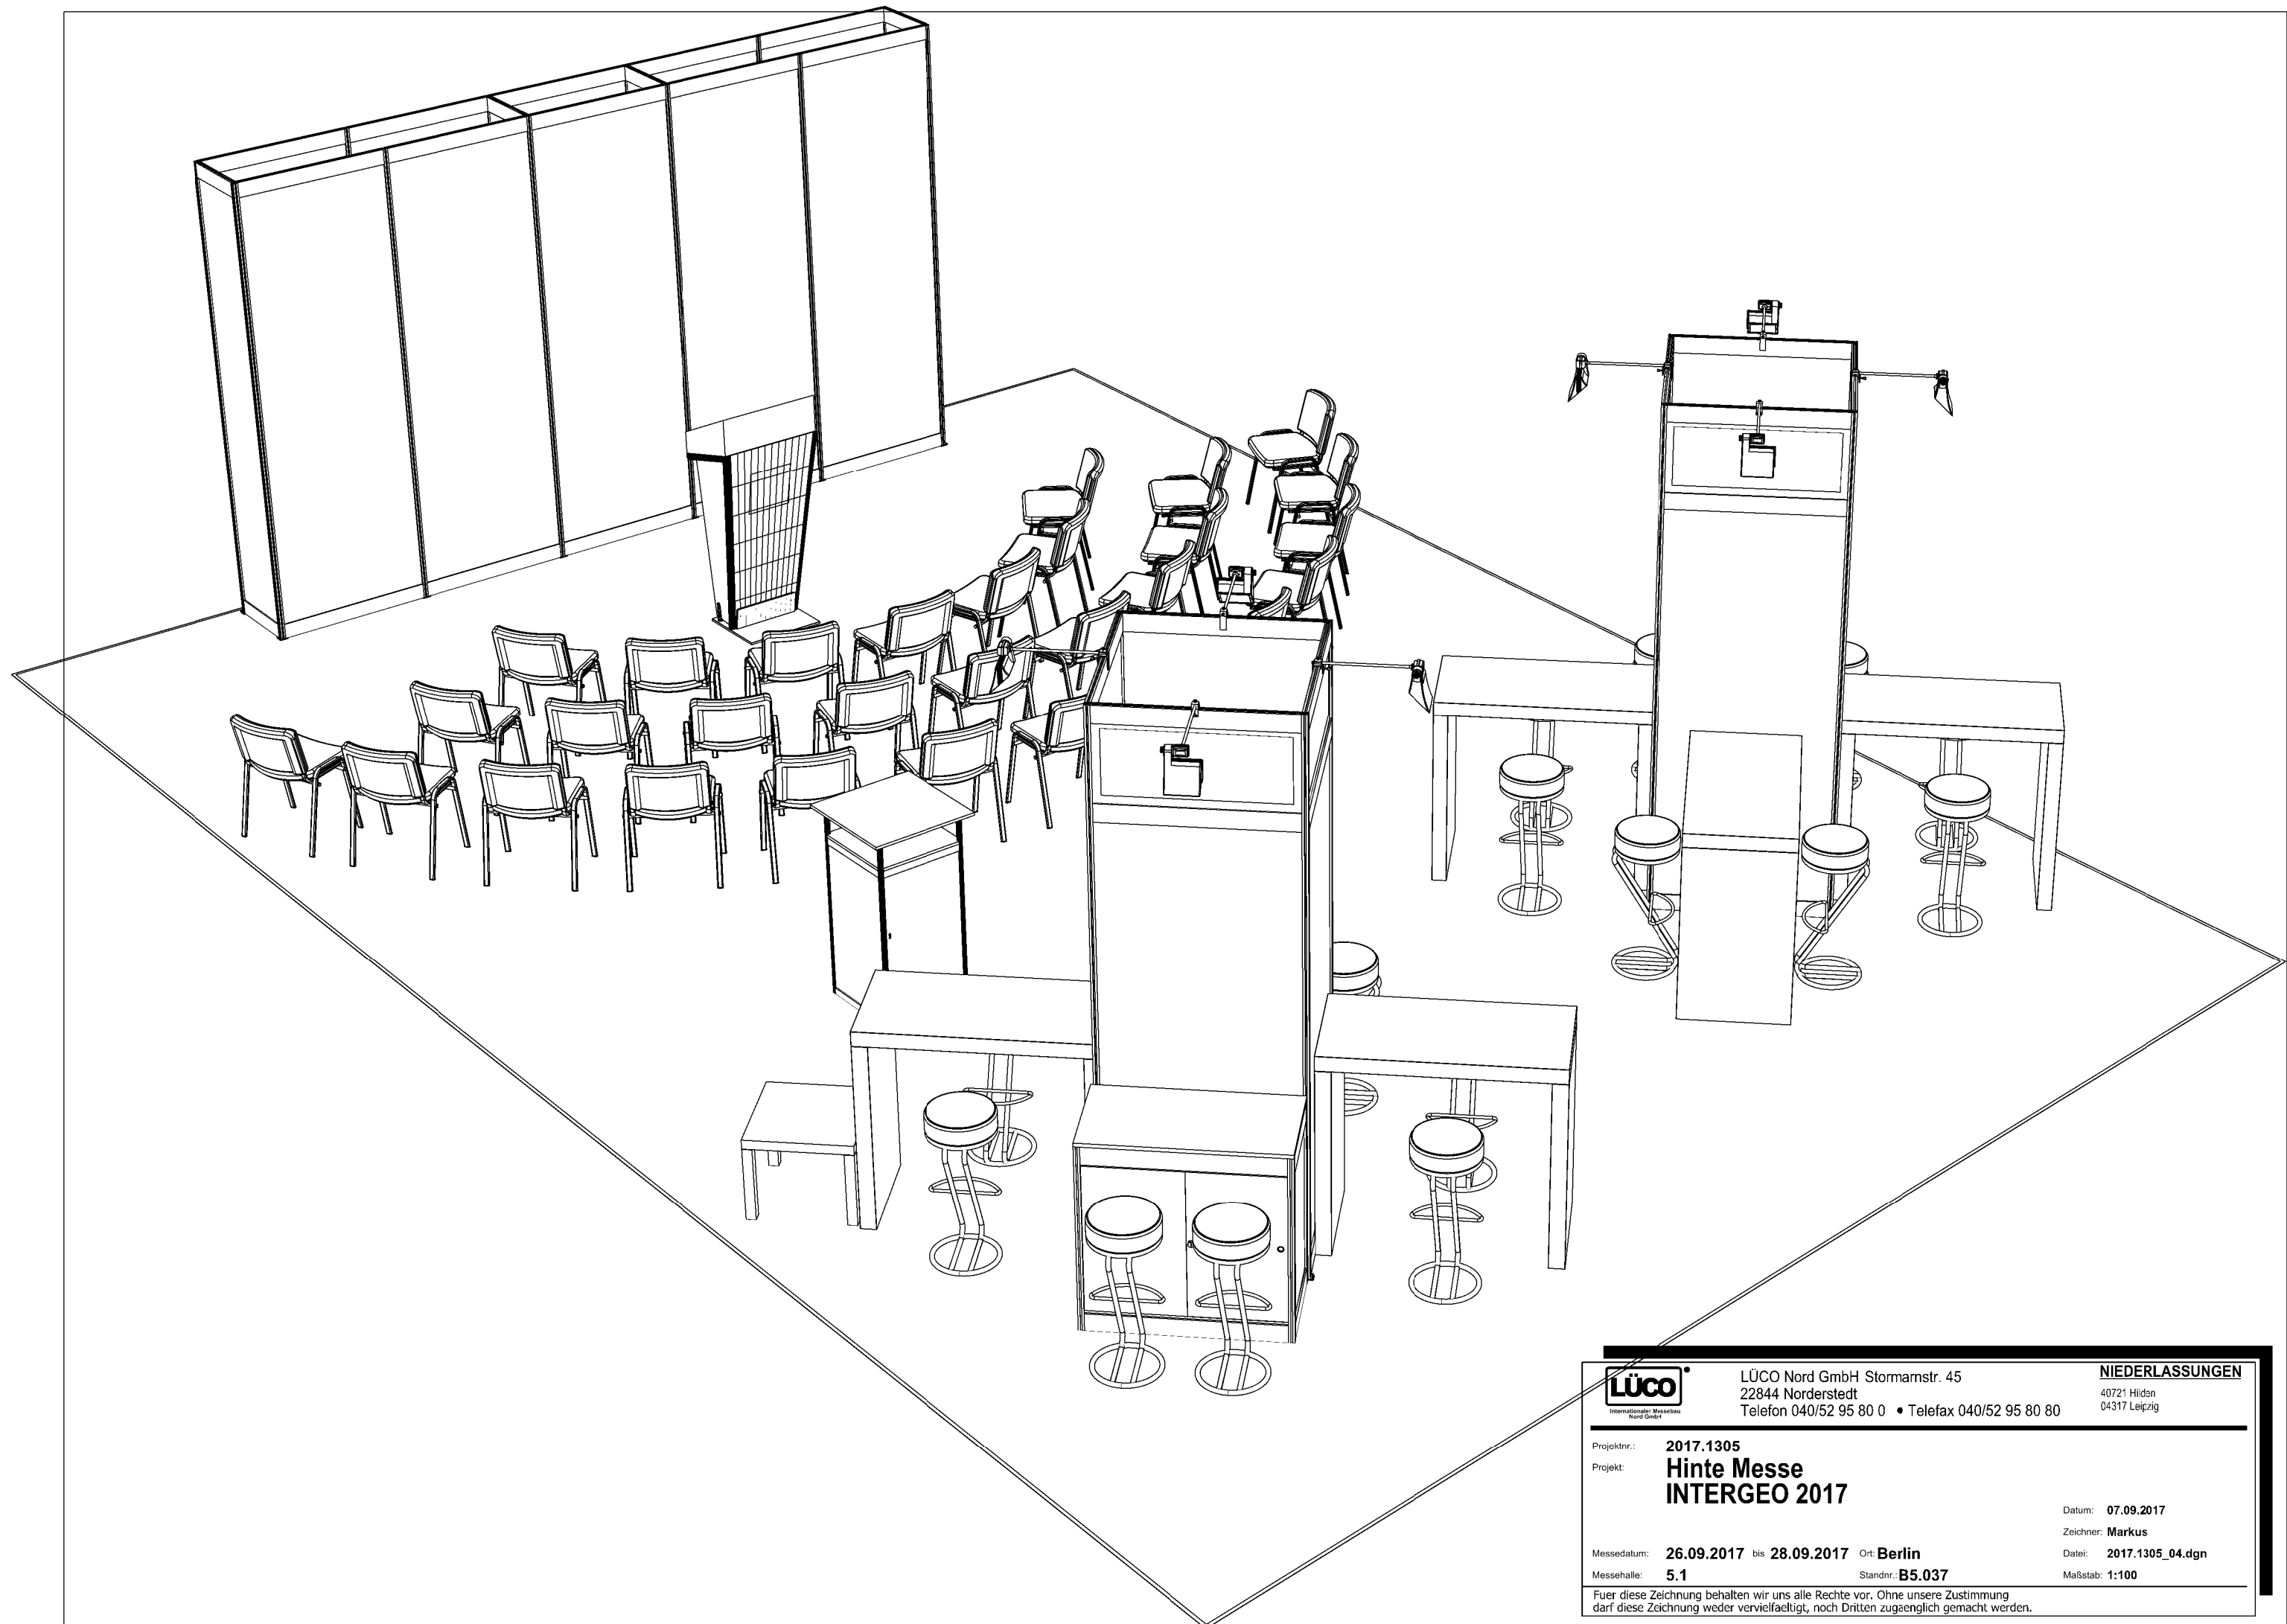 LÜCO
Internationaler Messebau
Nord GmbH
LÜCO Nord GmbH Stormarnstr. 45
22844 Norderstedt
Telefon 040/52 95 80 0 • Telefax 040/52 95 80 80
NIEDERLASSUNGEN
40721 Hilden
04317 Leipzig
Projektnr.: 2017.1305
Projekt: Hinte Messe
INTERGEO 2017
Datum: 07.09.2017
Zeichner: Markus
Messedatum: 26.09.2017 bis 28.09.2017 Ort: Berlin
Datei: 2017.1305_04.dgn
Messehalle: 5.1 Standnr.: B5.037
Maßstab: 1:100
Fuer diese Zeichnung behalten wir uns alle Rechte vor. Ohne unsere Zustimmung
darf diese Zeichnung weder vervielfaeltigt, noch Dritten zugaenglich gemacht werden.